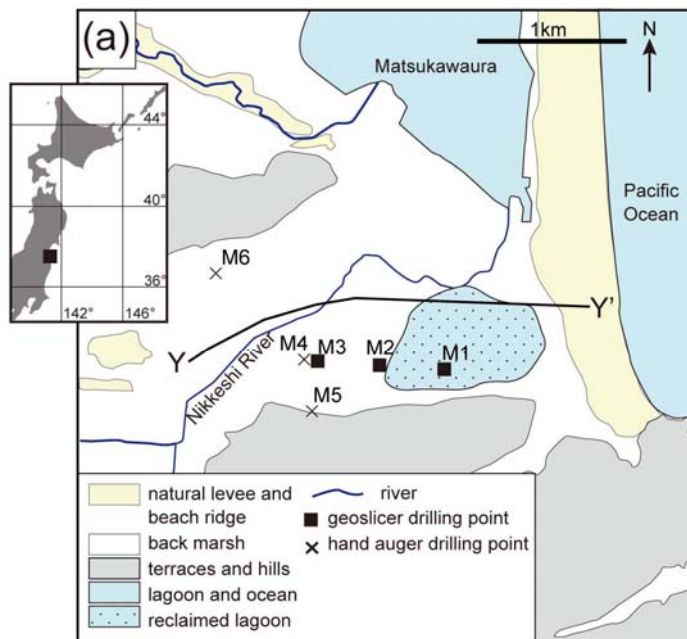 (a)
1km
N
Matsukawaura
Pacific
Ocean
44°
40°
36°
142°
146°
M6
Y
Y'
M4
M3
M2
M1
M5
Nikkeshi River
natural levee and
beach ridge
back marsh
terraces and hills
lagoon and ocean
reclaimed lagoon
river
geoslicer drilling point
hand auger drilling point